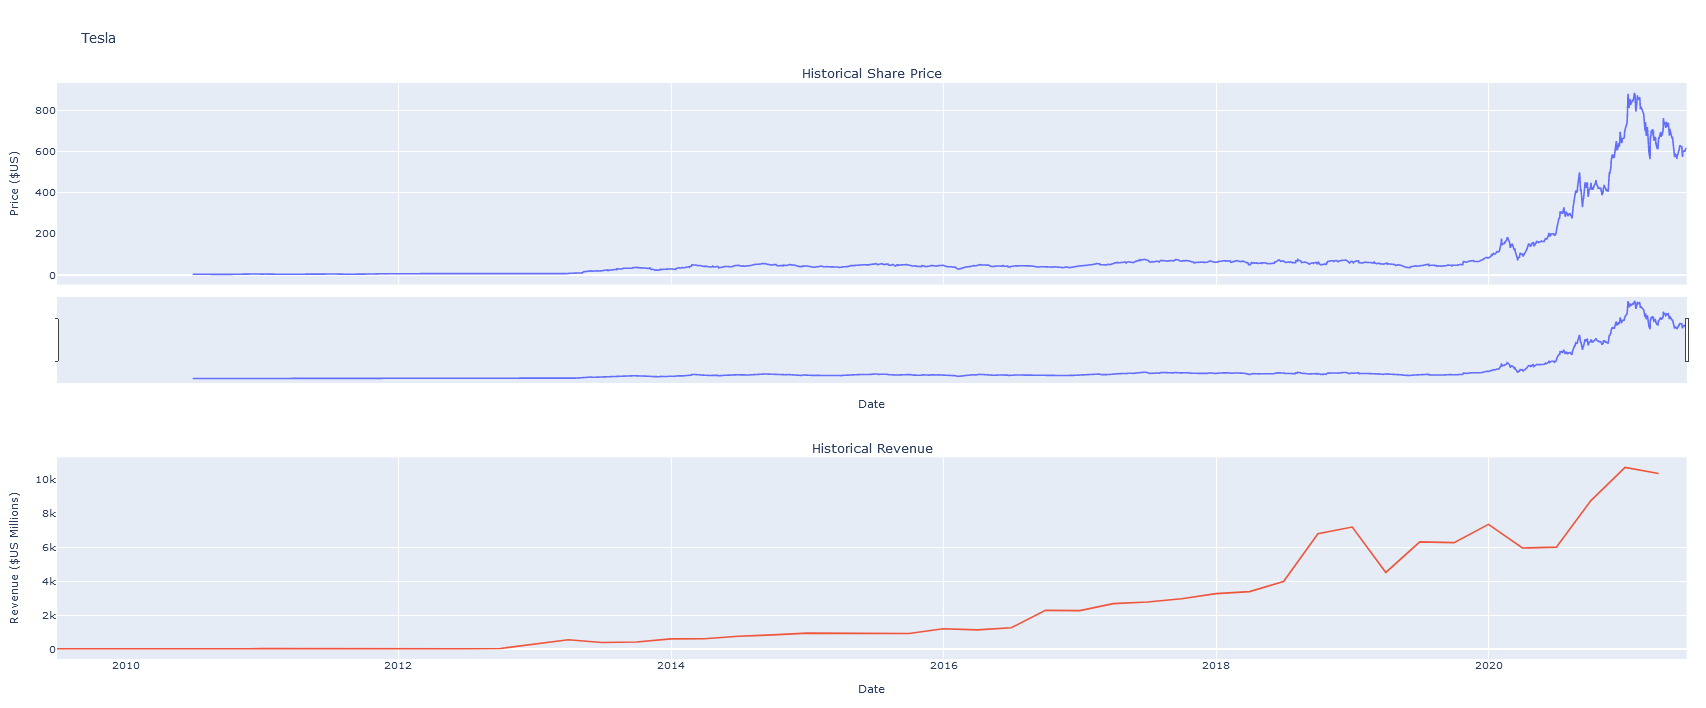 Tesla
Historical Share Price
800
600
400
200
0
Price ($US)
Date
Historical Revenue
10k
8k
6k
4k
2k
0
Revenue ($US Millions)
2010 2012 2014 2016 2018 2020
Date